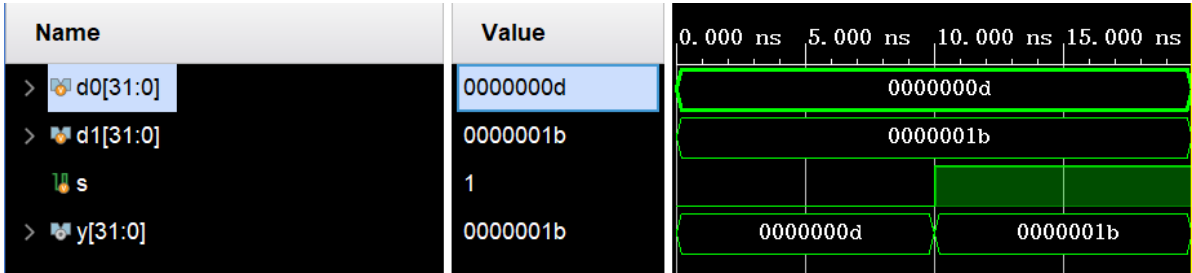 Name Value 0.000 ns 5.000 ns 10.000 ns 15.000 ns
d0[31:0] 0000000d 0000000d
d1[31:0] 0000001b 0000001b
s 1
y[31:0] 0000001b 0000000d 0000001b